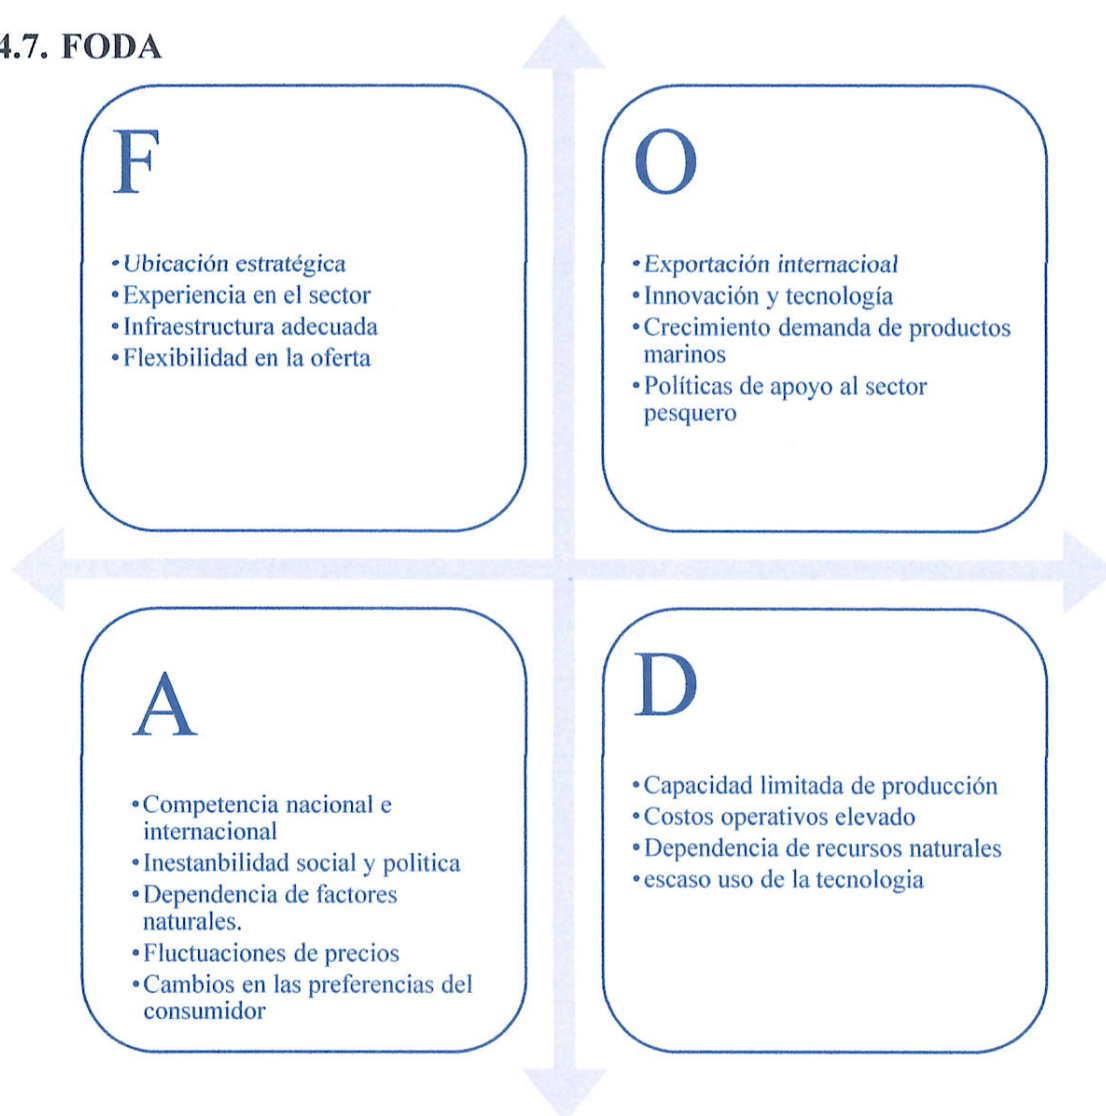 4.7. FODA
F
•Ubicación estratégica
•Experiencia en el sector
•Infraestructura adecuada
•Flexibilidad en la oferta
O
•Exportación internacioal
•Innovación y tecnología
•Crecimiento demanda de productos
marinos
•Políticas de apoyo al sector
pesquero
A
•Competencia nacional e
internacional
•Inestanbilidad social y politica
•Dependencia de factores
naturales.
•Fluctuaciones de precios
•Cambios en las preferencias del
consumidor
D
•Capacidad limitada de producción
•Costos operativos elevado
•Dependencia de recursos naturales
•escaso uso de la tecnologia